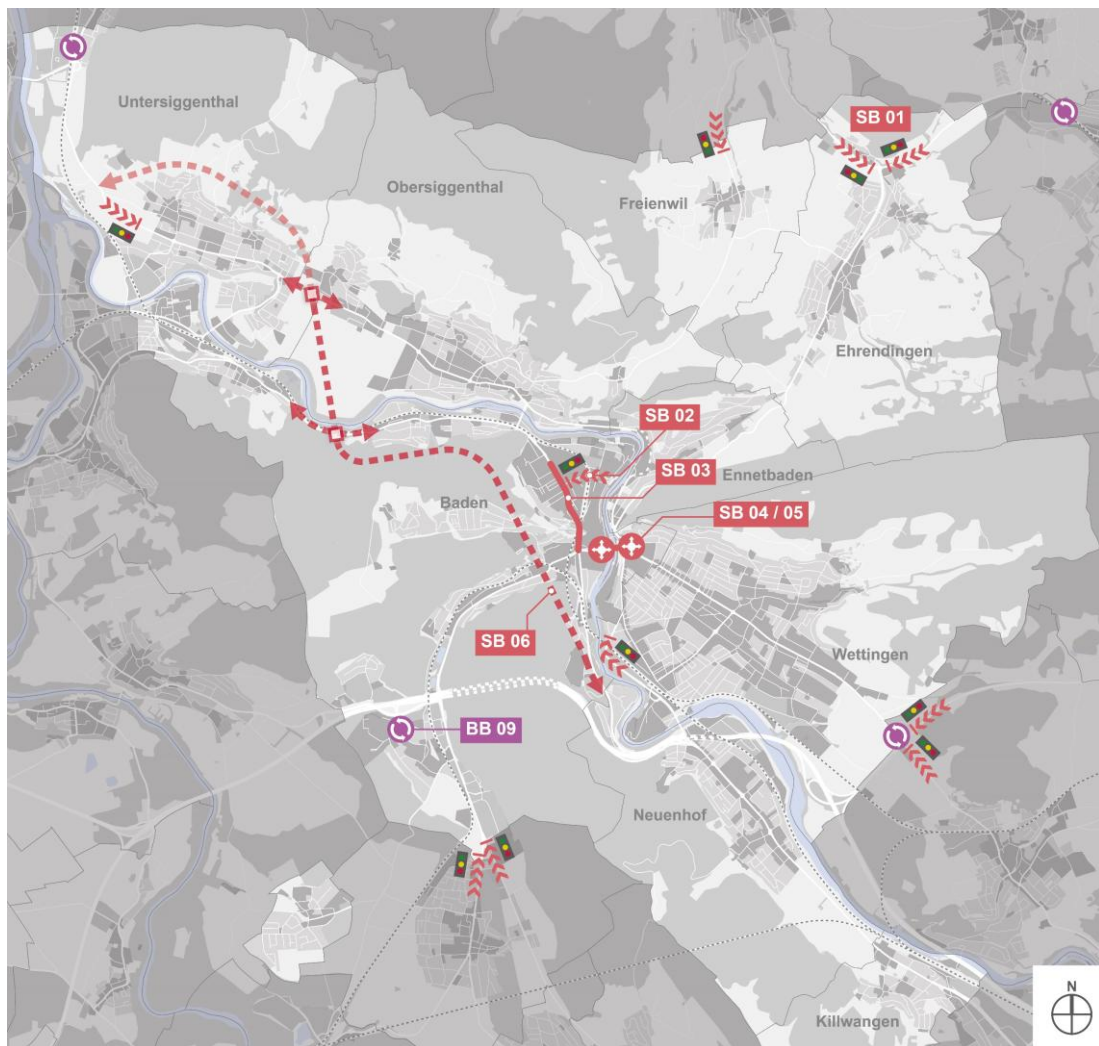 Untersiggenthal
SB 01
Obersiggenthal
Freienwil
Ehrendingen
SB 02
SB 03
Ennetbaden
Baden
SB 04 / 05
SB 06
Wettingen
BB 09
Neuenhof
N
Killwangen